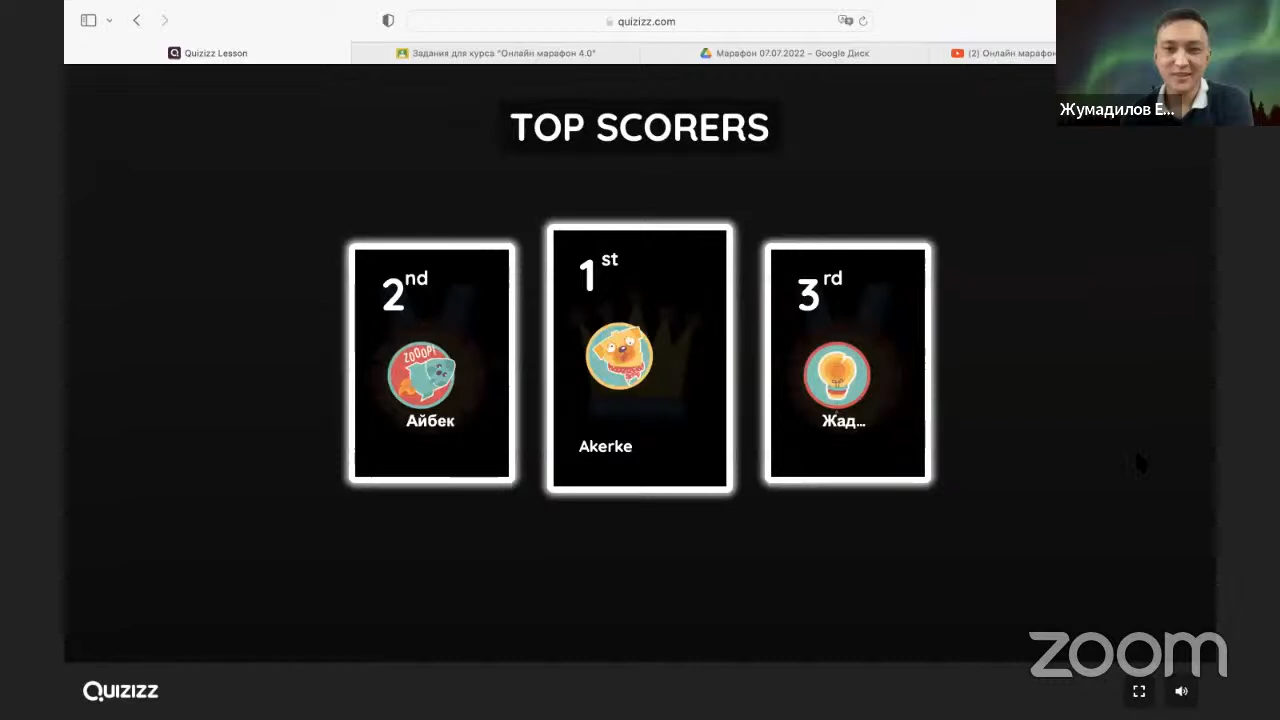 quizizz.com
Quizizz Lesson
Задания для курса "Онлайн марафон 4.0"
Марафон 07.07.2022 – Google Диск
(2) Онлайн марафон
Жумадилов Е...
TOP SCORERS
2nd
ZOOOP!
Айбек
1st
Akerke
3rd
Жад...
zoom
Quizizz